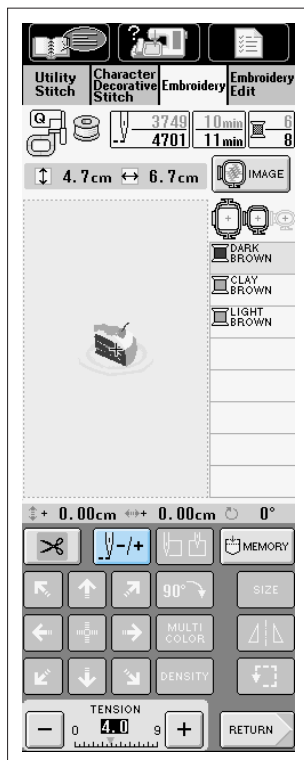 Utility Stitch
Character Decorative Stitch
Embroidery
Embroidery Edit
Q
3749 10min 6
4701 11min 8
4.7cm 6.7cm
IMAGE
DARK BROWN
CLAY BROWN
LIGHT BROWN
+ 0.00cm + 0.00cm 0°
-/+
MEMORY
90°
SIZE
MULTI COLOR
DENSITY
TENSION
- 0 4.0 9 +
RETURN